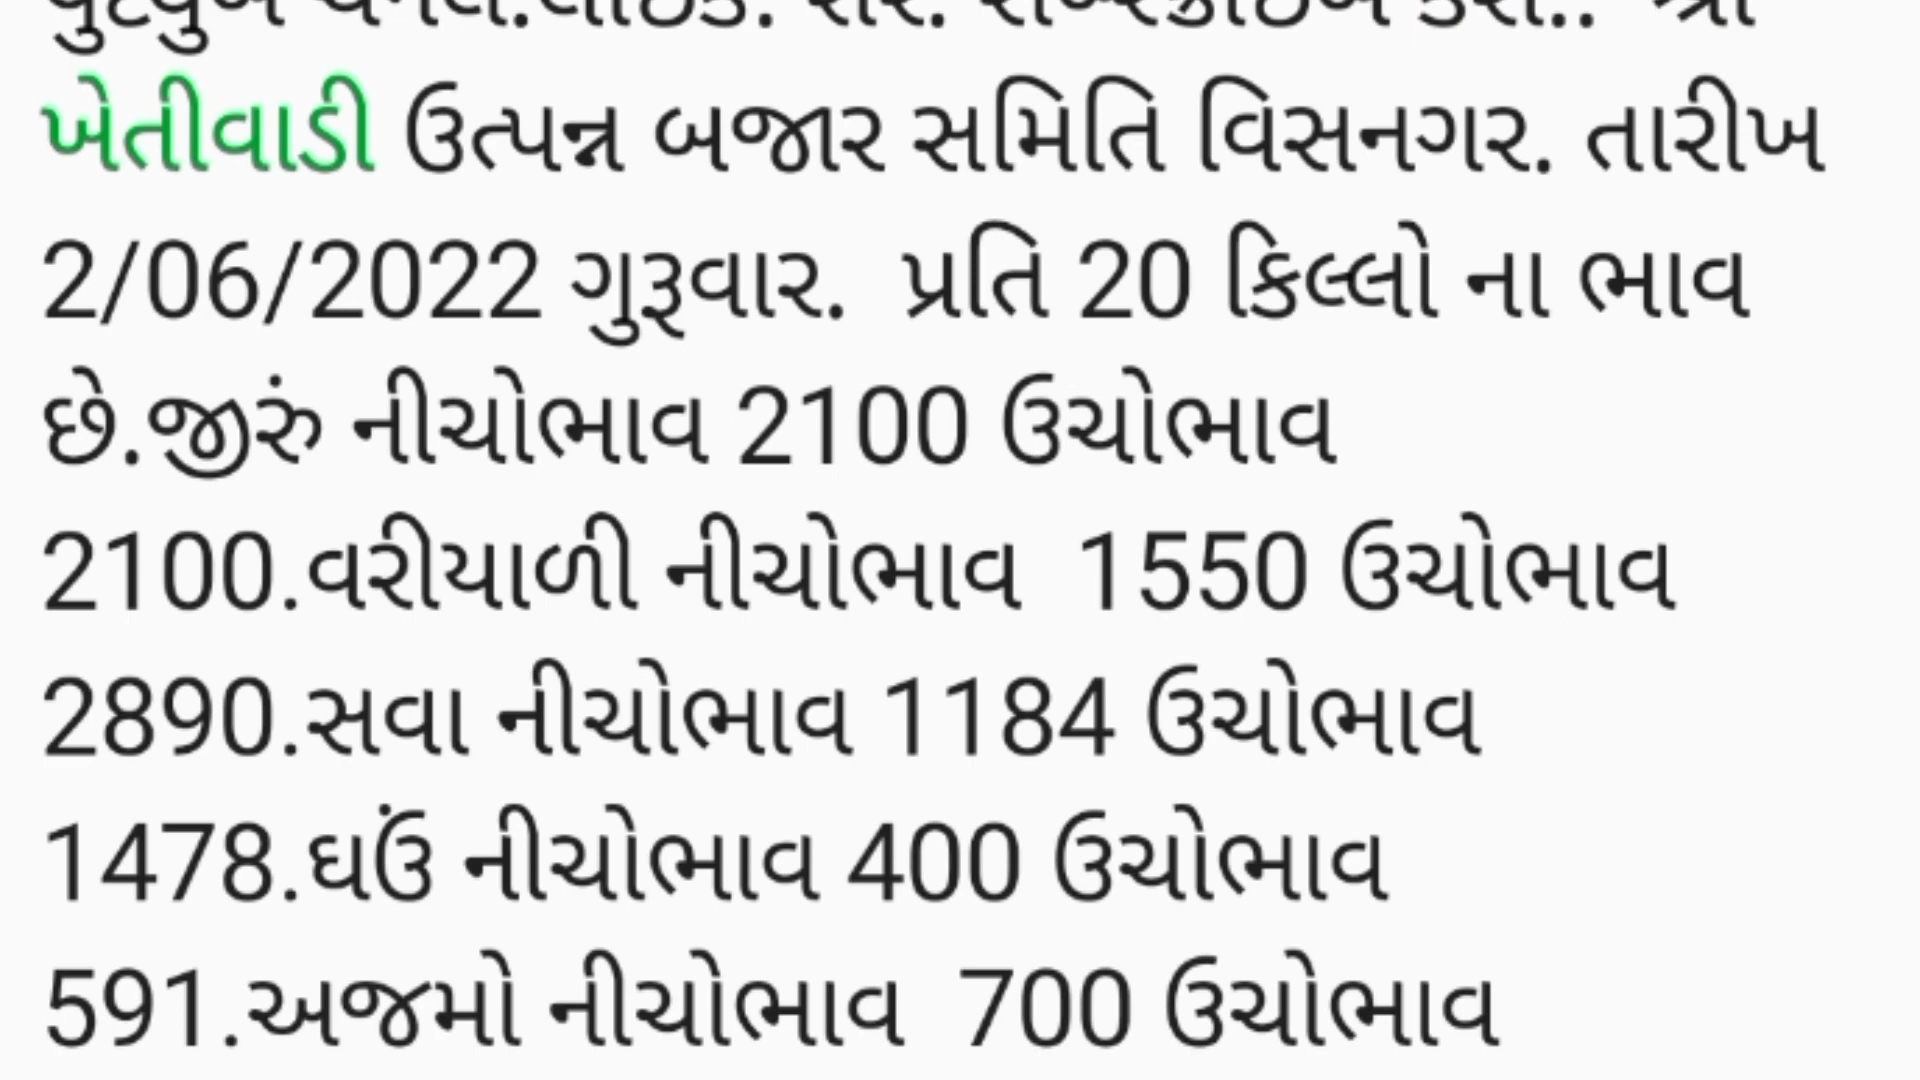 ખેતીવાડી ઉત્પન્ન બજાર સમિતિ વિસનગર. તારીખ
2/06/2022 ગુરૂવાર.  પ્રતિ 20 કિલ્લો ના ભાવ
છે.જીરું નીચોભાવ 2100 ઉચોભાવ
2100.વરીયાળી નીચોભાવ  1550 ઉચોભાવ
2890.સવા નીચોભાવ 1184 ઉચોભાવ
1478.ઘઉં નીચોભાવ 400 ઉચોભાવ
591.અજમો નીચોભાવ  700 ઉચોભાવ